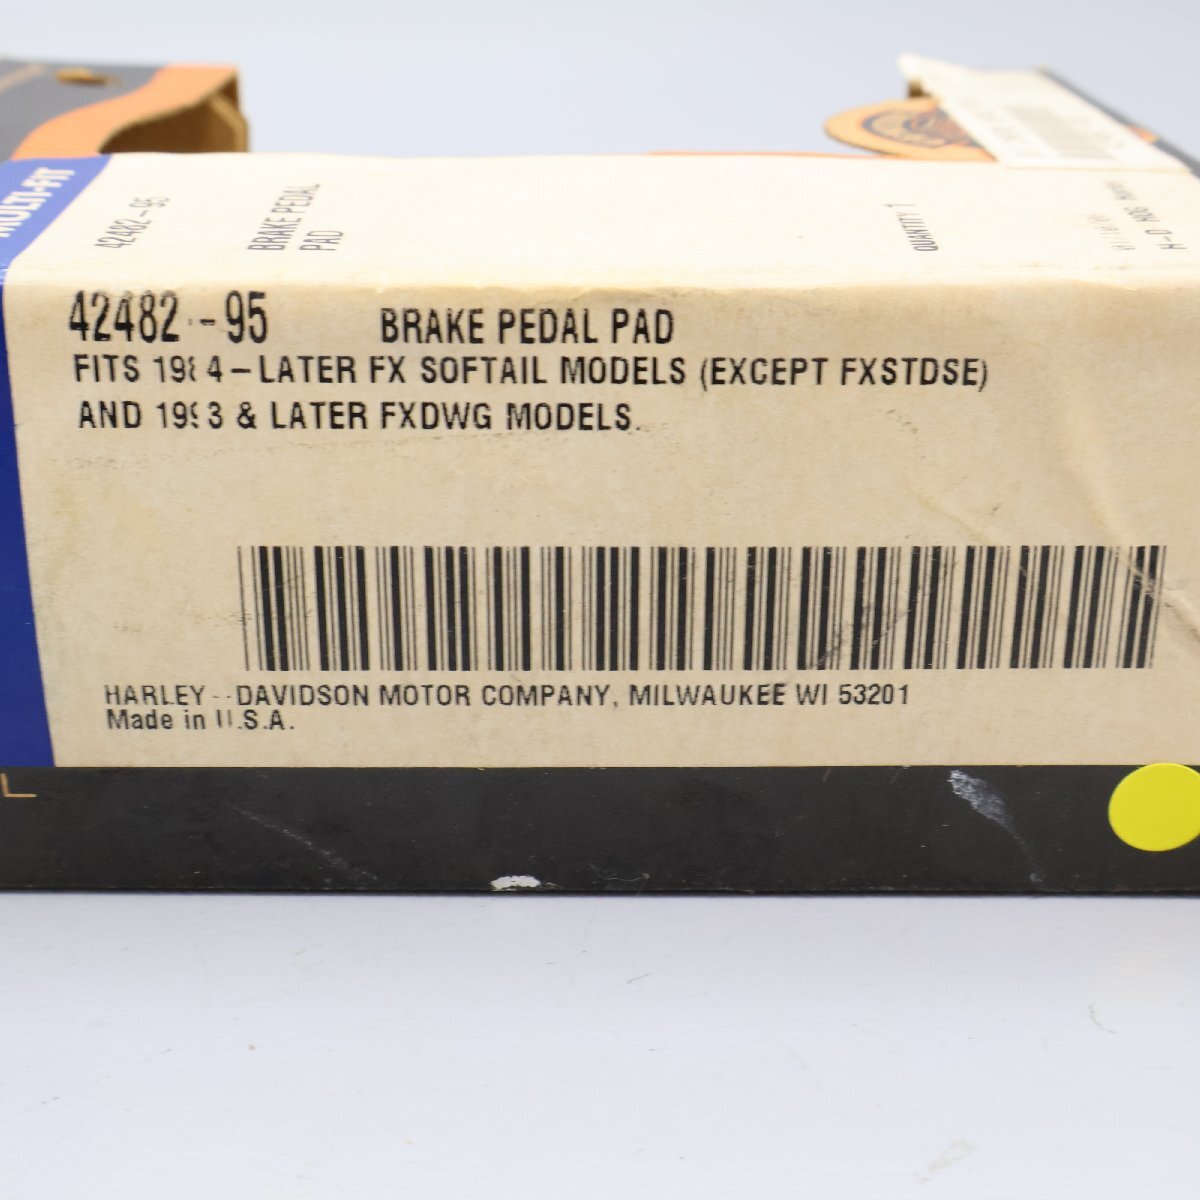 MULTI-FIT
42482-95
BRAKE PEDAL
PAD
QUANTITY 1
42482-95 BRAKE PEDAL PAD
FITS 1984-LATER FX SOFTAIL MODELS (EXCEPT FXSTDSE)
AND 1993 & LATER FXDWG MODELS.
HARLEY-DAVIDSON MOTOR COMPANY, MILWAUKEE WI 53201
Made in U.S.A.